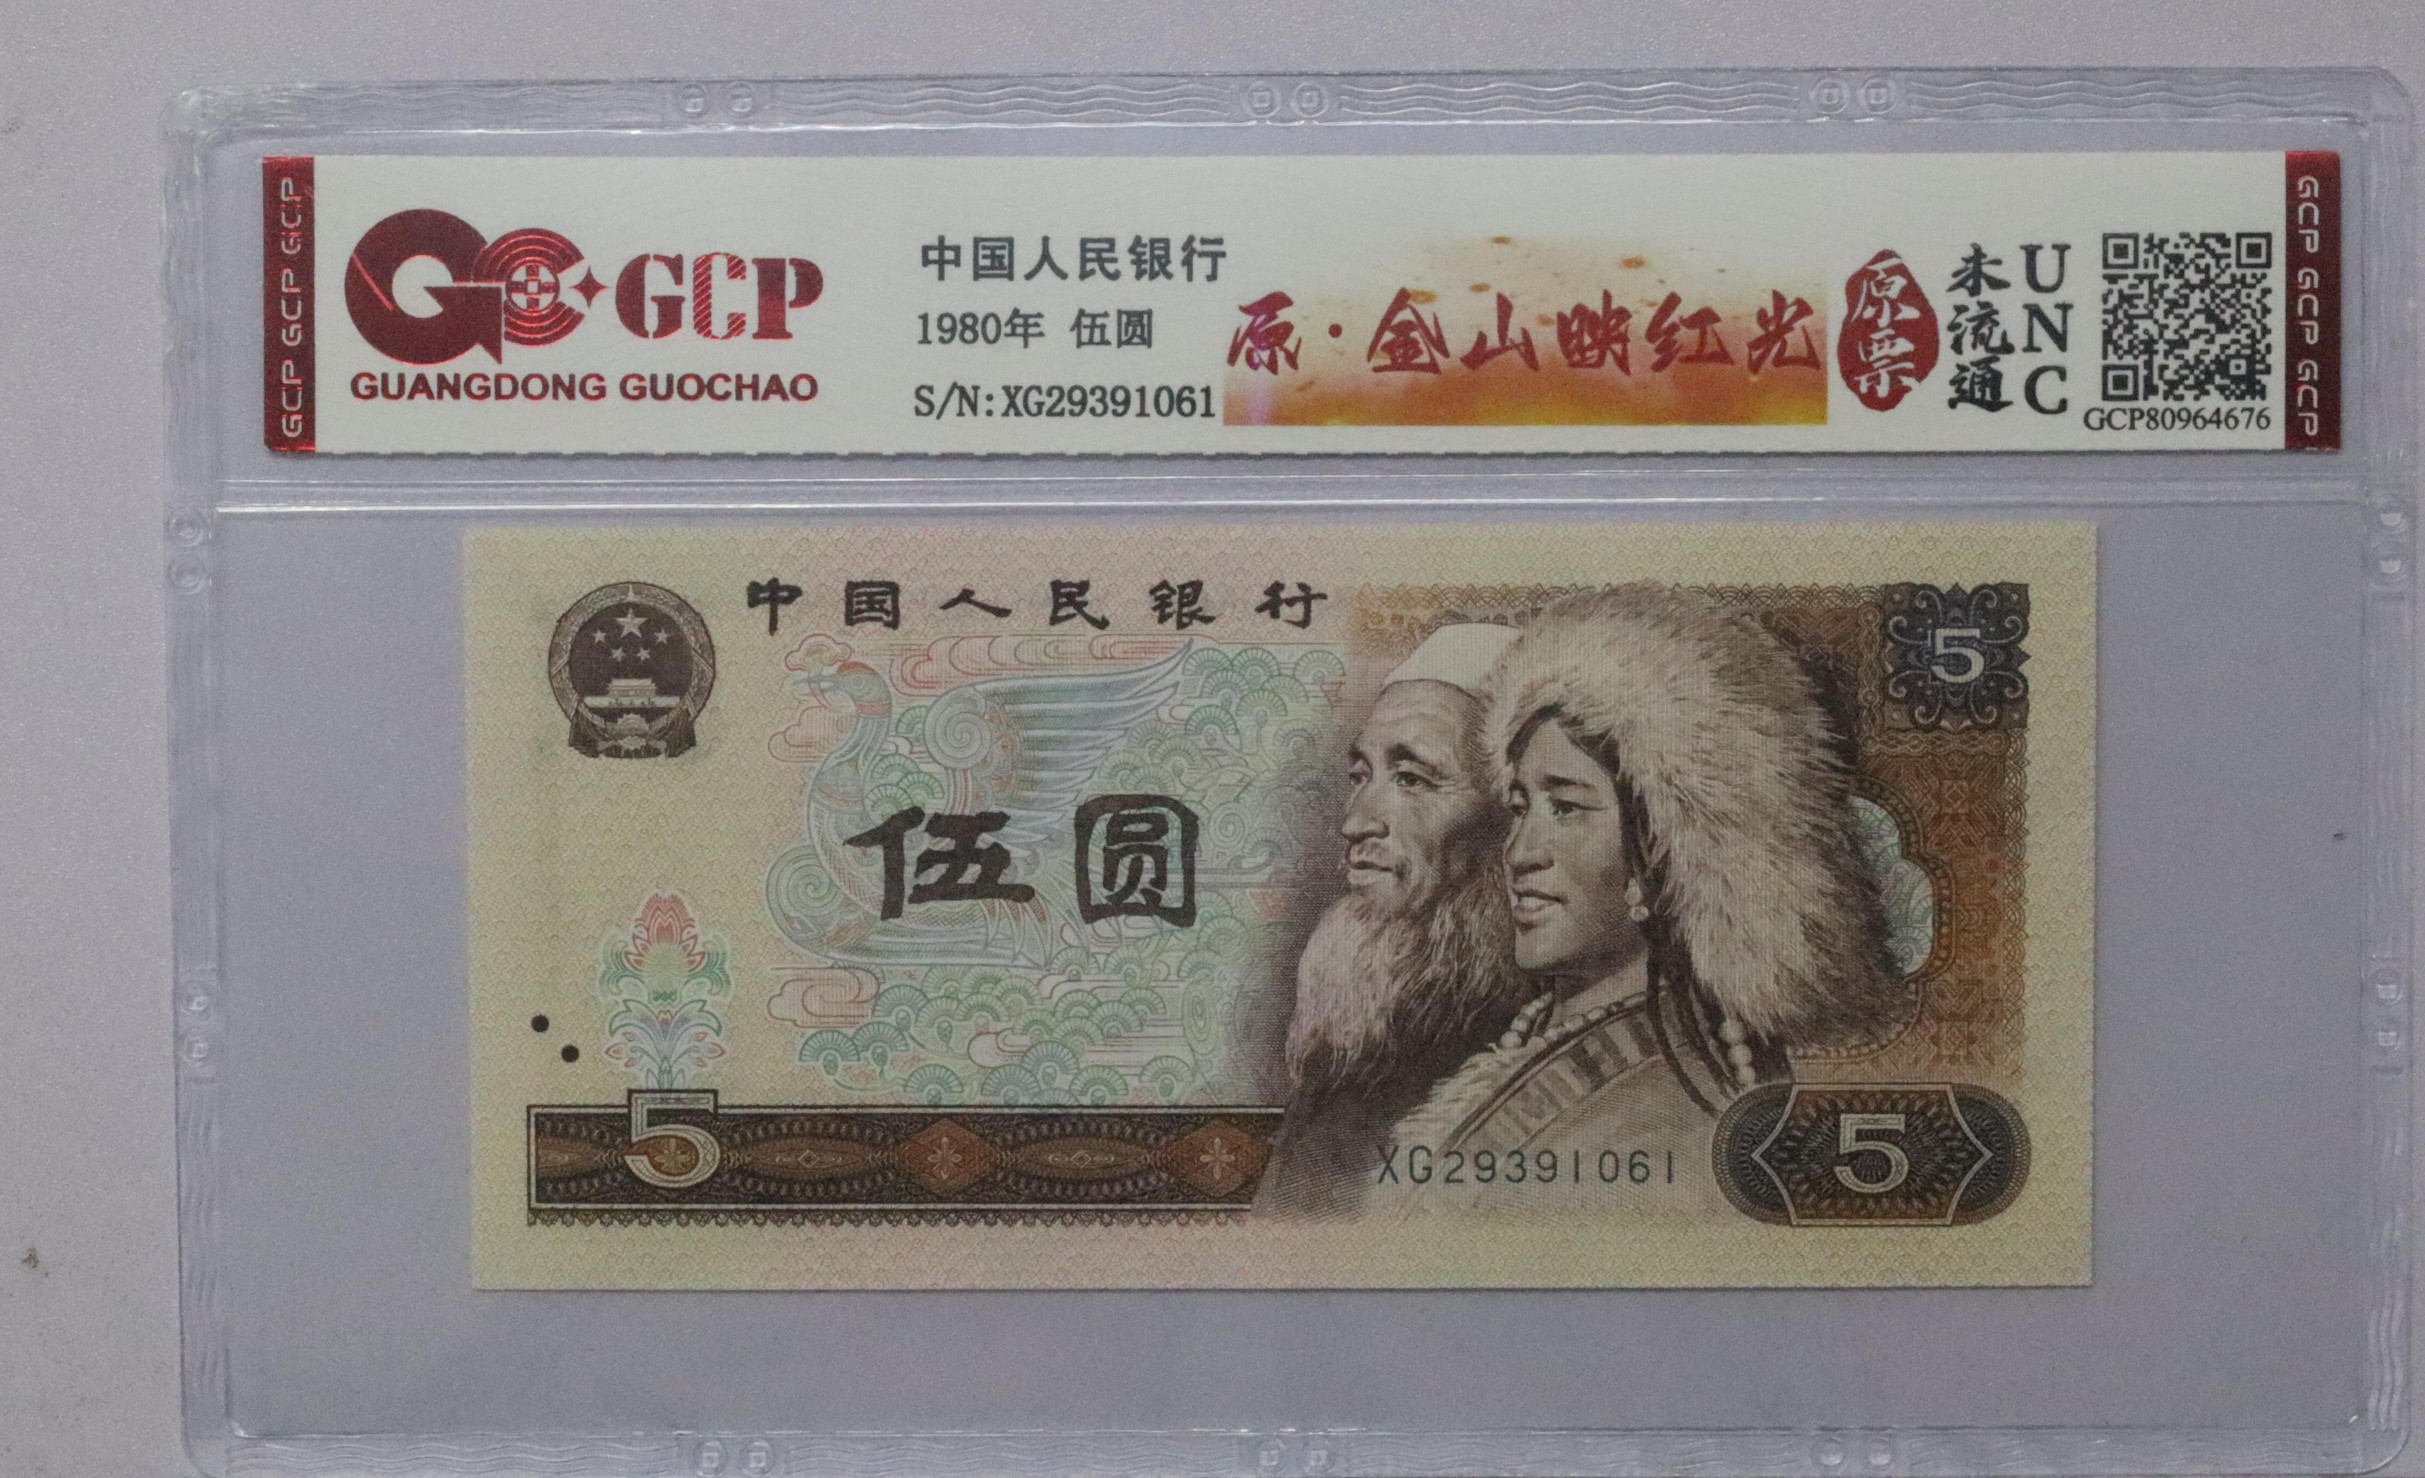 GCP GCP GCP
GCP
GUANGDONG GUOCHAO
中国人民银行
1980年 伍圆
S/N:XG29391061
原·金山映红光
原票
未流通
UNC
GCP80964676
GCP GCP GCP
中国人民银行
5
伍圆
5
XG29391061
5